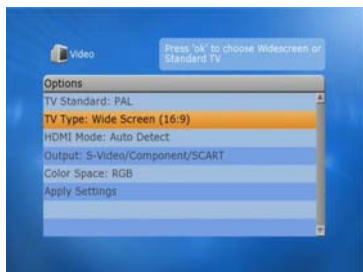 Video
Press 'ok' to choose Widescreen or
Standard TV
Options
TV Standard: PAL
TV Type: Wide Screen (16:9)
HDMI Mode: Auto Detect
Output: S-Video/Component/SCART
Color Space: RGB
Apply Settings